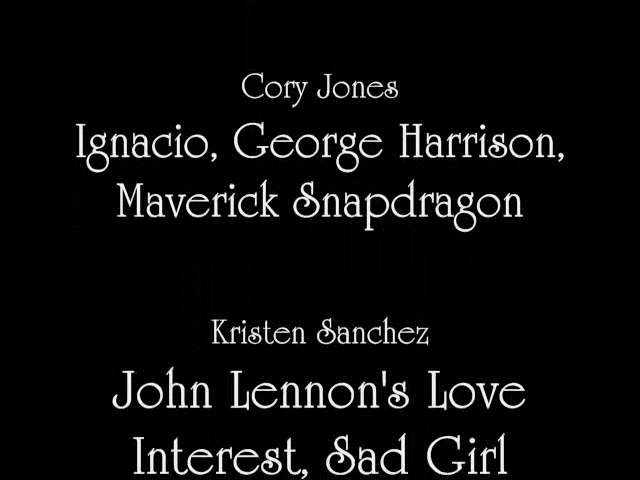 Cory Jones
Ignacio, George Harrison,
Maverick Snapdragon
Kristen Sanchez
John Lennon's Love
Interest, Sad Girl